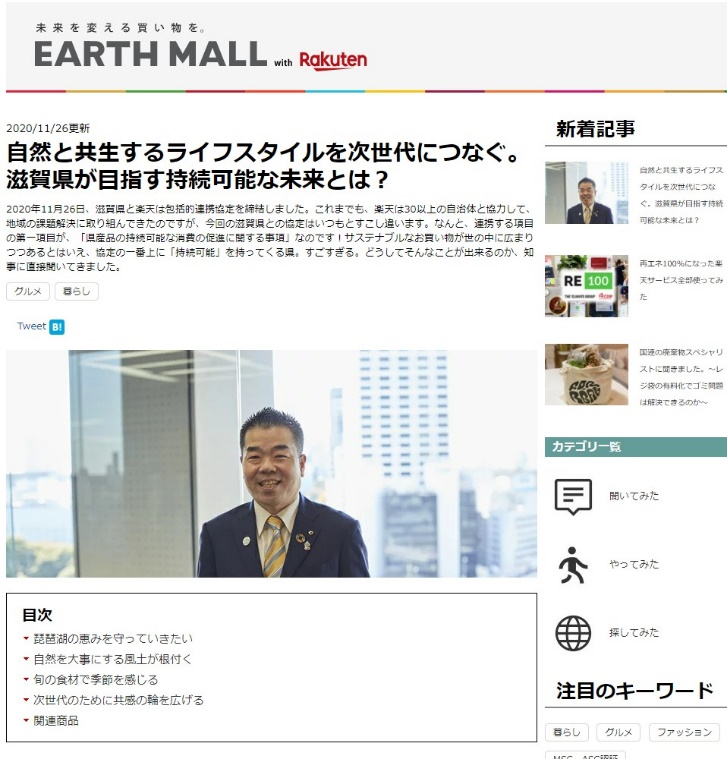 未来を変える買い物を。
EARTH MALL with Rakuten
2020/11/26更新
自然と共生するライフスタイルを次世代につなぐ。
滋賀県が目指す持続可能な未来とは？
2020年11月26日、滋賀県と楽天は包括的連携協定を締結しました。これまでも、楽天は30以上の自治体と協力して、
地域の課題解決に取り組んできたのですが、今回の滋賀県との協定はいつもとすこし違います。なんと、連携する項目
の第一項目が、「県産品の持続可能な消費の促進に関する事項」なのです！サステナブルなお買い物が世の中に広まり
つつあるとはいえ、協定の一番上に「持続可能」を持ってくる県。すごすぎる。どうしてそんなことが出来るのか、知
事に直接聞いてきました。
グルメ 暮らし
Tweet B!
目次
琵琶湖の恵みを守っていきたい
自然を大事にする風土が根付く
旬の食材で季節を感じる
次世代のために共感の輪を広げる
関連商品
新着記事
自然と共生するライフス
タイルを次世代につな
ぐ。滋賀県が目指す持続
可能な未来とは？
RE 100
THE CLIMATE GROUP
再エネ100%になった楽
天サービス全部使ってみ
た
国連の廃棄物スペシャリ
ストに聞きました。～レ
ジ袋の有料化でゴミ問題
は解決できるのか～
カテゴリ一覧
聞いてみた
やってみた
探してみた
注目のキーワード
暮らし グルメ ファッション
MSC・ASC認証